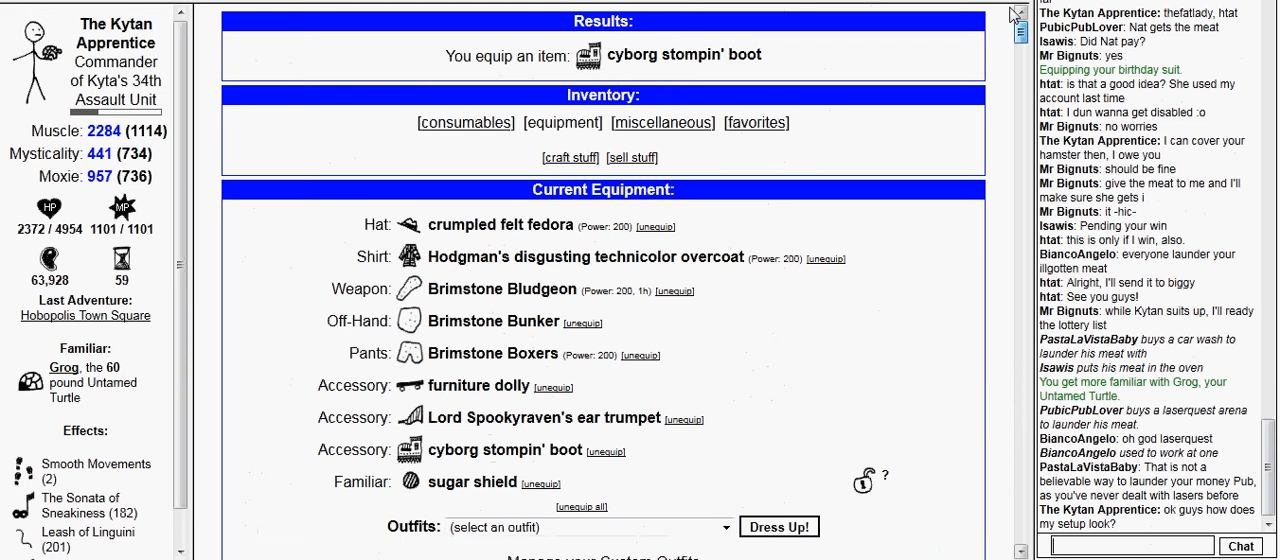 The Kytan
Apprentice
Commander
of Kyta's 34th
Assault Unit
Muscle: 2284 (1114)
Mysticality: 441 (734)
Moxie: 957 (736)
HP MP
2372 / 4954 1101 / 1101
63,928 59
Last Adventure:
Hobopolis Town Square
Familiar:
Grog, the 60
pound Untamed
Turtle
Effects:
Smooth Movements
(2)
The Sonata of
Sneakiness (182)
Leash of Linguini
(201)
Results:
You equip an item: cyborg stompin' boot
Inventory:
[consumables] [equipment] [miscellaneous] [favorites]
[craft stuff] [sell stuff]
Current Equipment:
Hat: crumpled felt fedora (Power: 200) [unequip]
Shirt: Hodgman's disgusting technicolor overcoat (Power: 200) [unequip]
Weapon: Brimstone Bludgeon (Power: 200, 1h) [unequip]
Off-Hand: Brimstone Bunker [unequip]
Pants: Brimstone Boxers (Power: 200) [unequip]
Accessory: furniture dolly [unequip]
Accessory: Lord Spookyraven's ear trumpet [unequip]
Accessory: cyborg stompin' boot [unequip]
Familiar: sugar shield [unequip] ?
[unequip all]
Outfits: (select an outfit) Dress Up!
The Kytan Apprentice: thefatlady, htat
PubicPubLover: Nat gets the meat
Isawis: Did Nat pay?
Mr Bignuts: yes
Equipping your birthday suit.
htat: is that a good idea? She used my
account last time
htat: I dun wanna get disabled :o
Mr Bignuts: no worries
The Kytan Apprentice: I can cover your
hamster then, I owe you
Mr Bignuts: should be fine
Mr Bignuts: give the meat to me and I'll
make sure she gets i
Mr Bignuts: it -hic-
Isawis: Pending your win
htat: this is only if I win, also.
BiancoAngelo: everyone launder your
illgotten meat
htat: Alright, I'll send it to biggy
htat: See you guys!
Mr Bignuts: while Kytan suits up, I'll ready
the lottery list
PastaLaVistaBaby buys a car wash to
launder his meat with
Isawis puts his meat in the oven
You get more familiar with Grog, your
Untamed Turtle.
PubicPubLover buys a laserquest arena
to launder his meat.
BiancoAngelo: oh god laserquest
BiancoAngelo used to work at one
PastaLaVistaBaby: That is not a
believable way to launder your money Pub,
as you've never dealt with lasers before
The Kytan Apprentice: ok guys how does
my setup look?
Chat